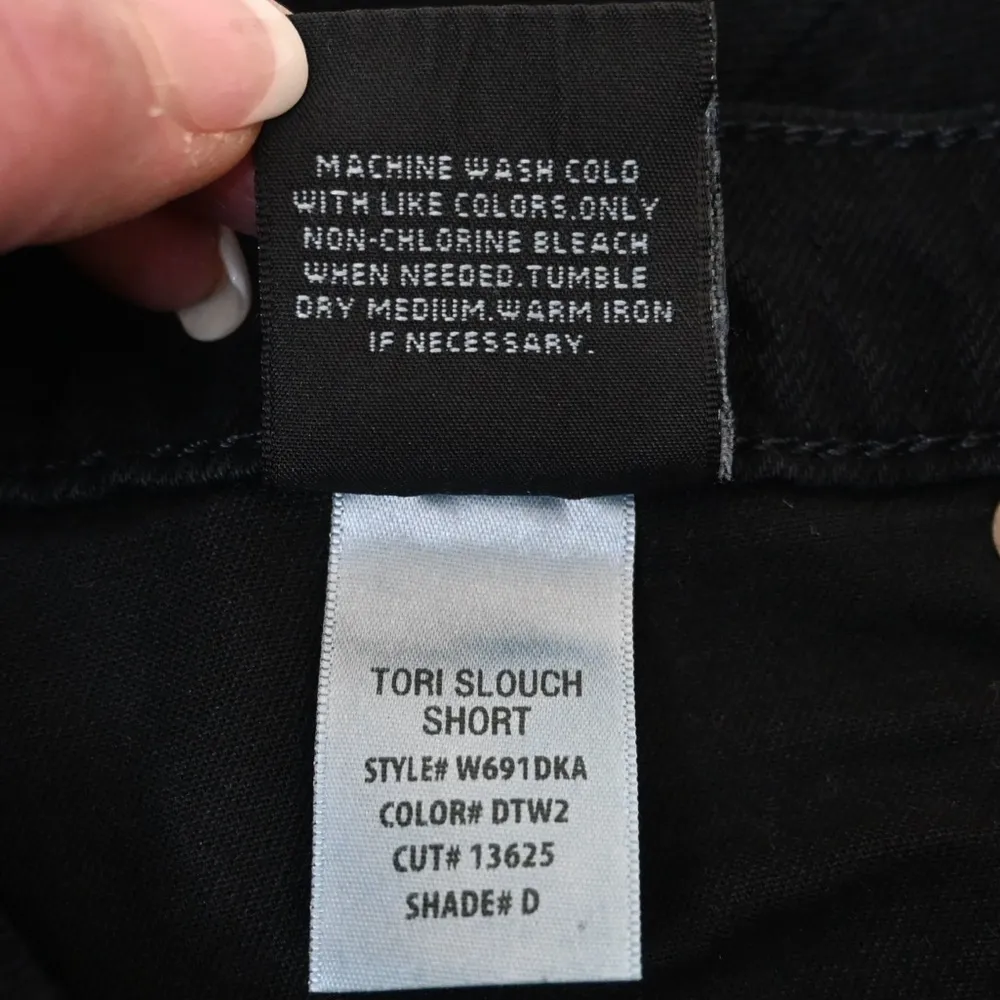 MACHINE WASH COLD
WITH LIKE COLORS.ONLY
NON-CHLORINE BLEACH
WHEN NEEDED.TUMBLE
DRY MEDIUM.WARM IRON
IF NECESSARY.
TORI SLOUCH
SHORT
STYLE# W691DKA
COLOR# DTW2
CUT# 13625
SHADE# D